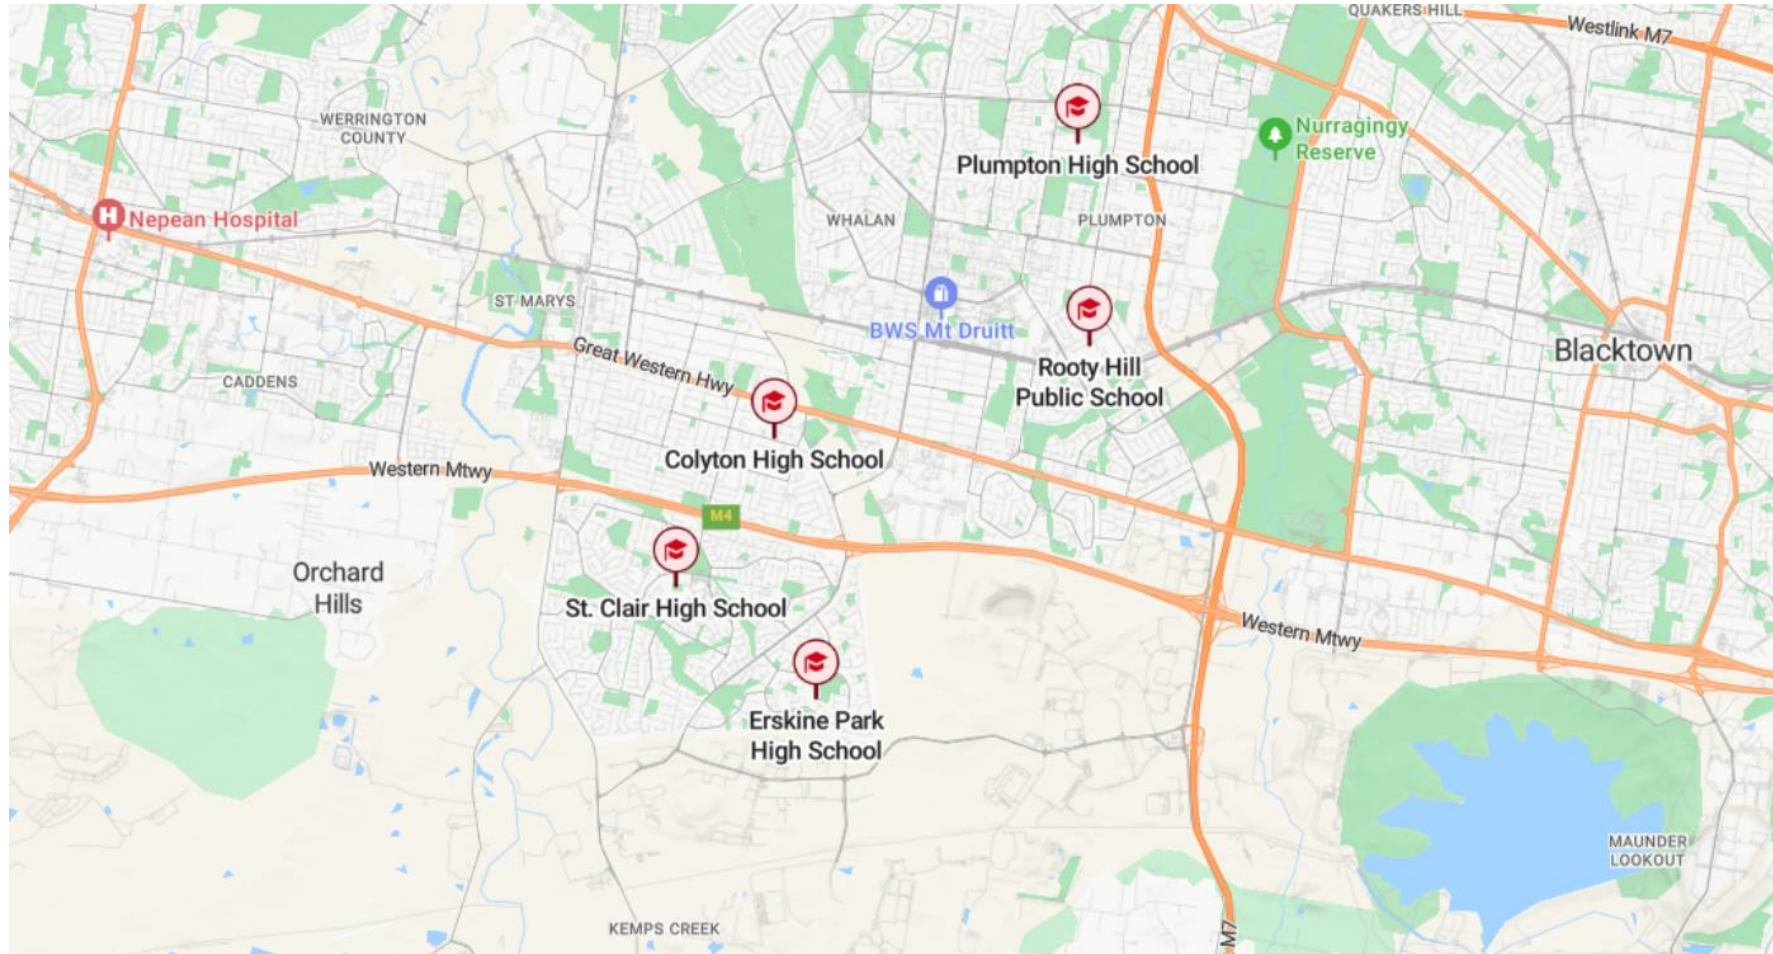 QUAKERS HILL
Westlink M7
WERRINGTON
COUNTY
Nurragingy
Reserve
Plumpton High School
Nepean Hospital
WHALAN
PLUMPTON
ST MARYS
BWS Mt Druitt
Great Western Hwy
Rooty Hill
Public School
Blacktown
CADDENS
Colyton High School
Western Mtwy
M4
Orchard
Hills
St. Clair High School
Western Mtwy
Erskine Park
High School
MAUNDER
LOOKOUT
KEMPS CREEK
M7
H